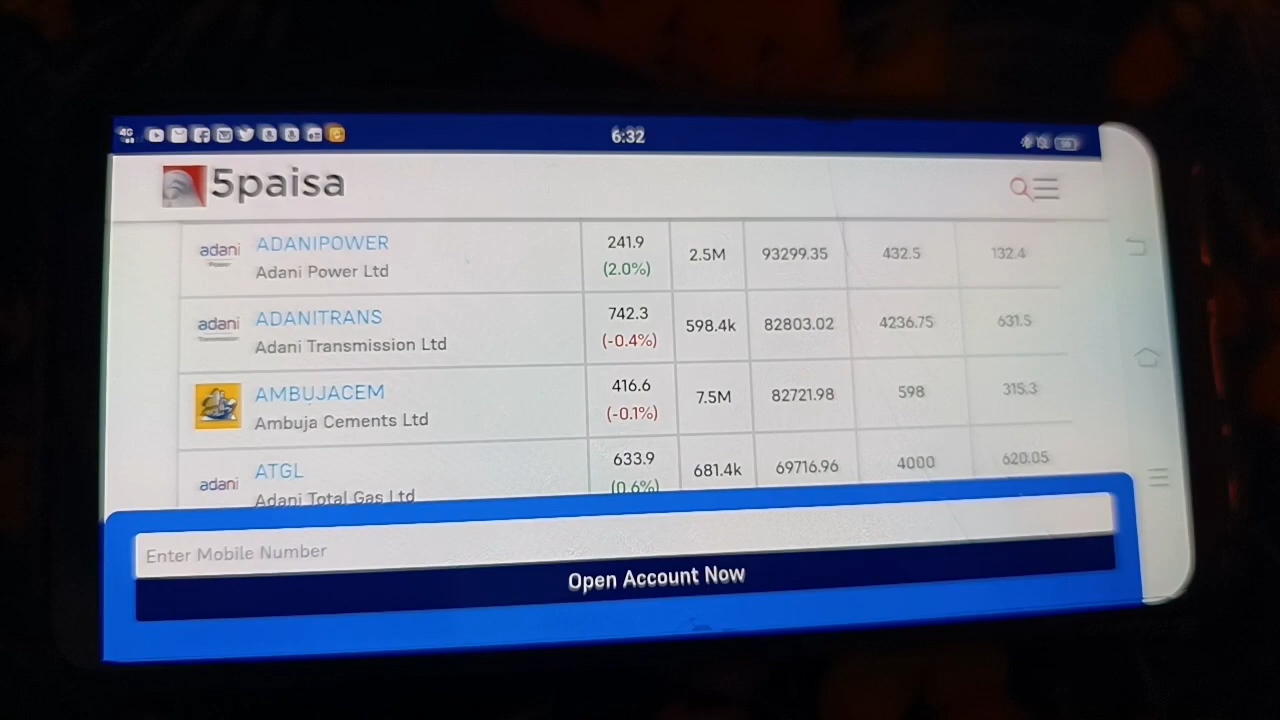 4G
6:32
5paisa
adani
Power
ADANIPOWER
Adani Power Ltd
241.9
(2.0%)
2.5M
93299.35
432.5
132.4
adani
Transmission
ADANITRANS
Adani Transmission Ltd
742.3
(-0.4%)
598.4k
82803.02
4236.75
631.5
AMBUJACEM
Ambuja Cements Ltd
416.6
(-0.1%)
7.5M
82721.98
598
315.3
adani
ATGL
Adani Total Gas Ltd
633.9
(0.6%)
681.4k
69716.96
4000
620.05
Enter Mobile Number
Open Account Now